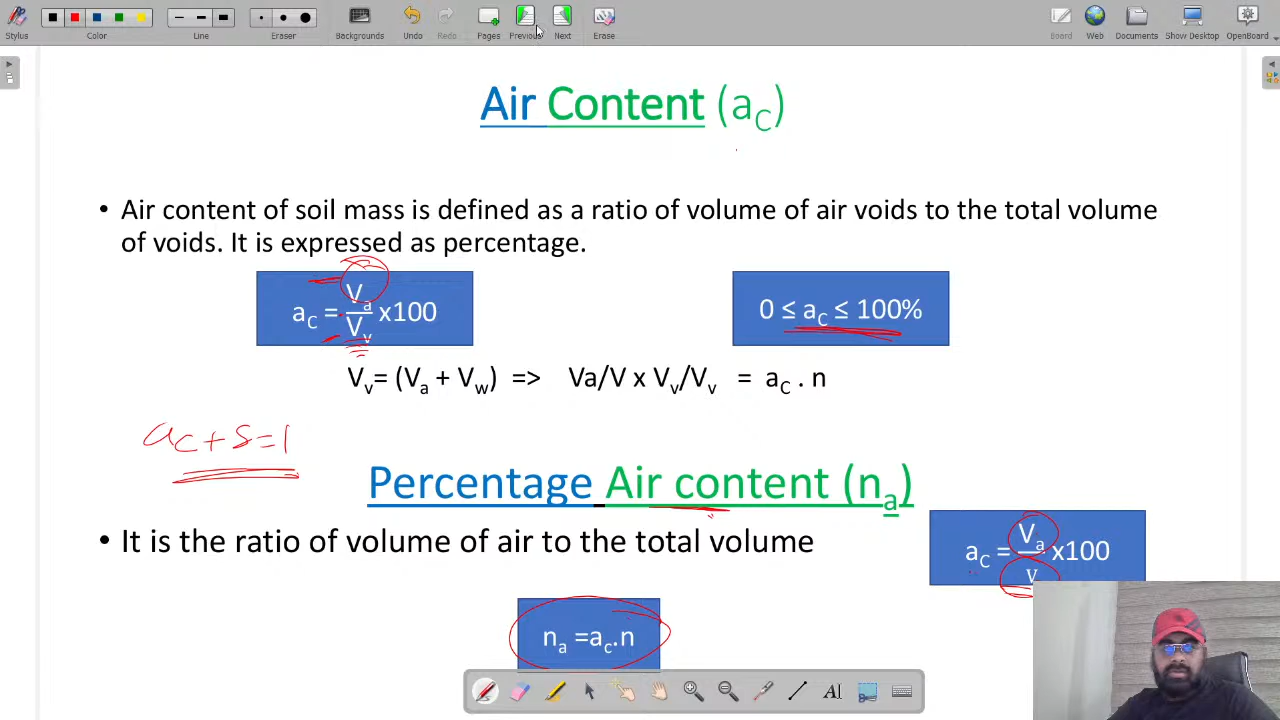 Stylus Color Line Eraser Backgrounds Undo Redo Pages Previous Next Erase Board Web Documents Show Desktop OpenBoard
Air Content (aC)
• Air content of soil mass is defined as a ratio of volume of air voids to the total volume
of voids. It is expressed as percentage.
aC = Va/Vv x100
0 ≤ aC ≤ 100%
Vv= (Va + Vw) => Va/V x Vv/Vv = aC . n
ac+s=1
Percentage Air content (na)
• It is the ratio of volume of air to the total volume
aC = Va/V x100
na =ac.n
AI